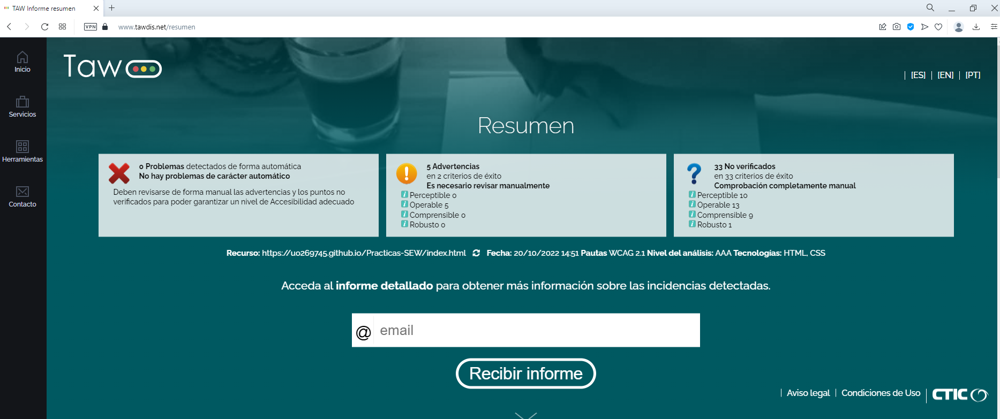 TAW Informe resumen
VPN
www.tawdis.net/resumen
Inicio
Servicios
Herramientas
Contacto
Taw
[ES] [EN] [PT]
Resumen
0 Problemas detectados de forma automática
No hay problemas de carácter automático
Deben revisarse de forma manual las advertencias y los puntos no
verificados para poder garantizar un nivel de Accesibilidad adecuado
5 Advertencias
en 2 criterios de éxito
Es necesario revisar manualmente
Perceptible 0
Operable 5
Comprensible 0
Robusto 0
33 No verificados
en 33 criterios de éxito
Comprobación completamente manual
Perceptible 10
Operable 13
Comprensible 9
Robusto 1
Recurso: https://uo269745.github.io/Practicas-SEW/index.html Fecha: 20/10/2022 14:51 Pautas WCAG 2.1 Nivel del análisis: AAA Tecnologías: HTML, CSS
Acceda al informe detallado para obtener más información sobre las incidencias detectadas.
@ email
Recibir informe
Aviso legal Condiciones de Uso CTIC